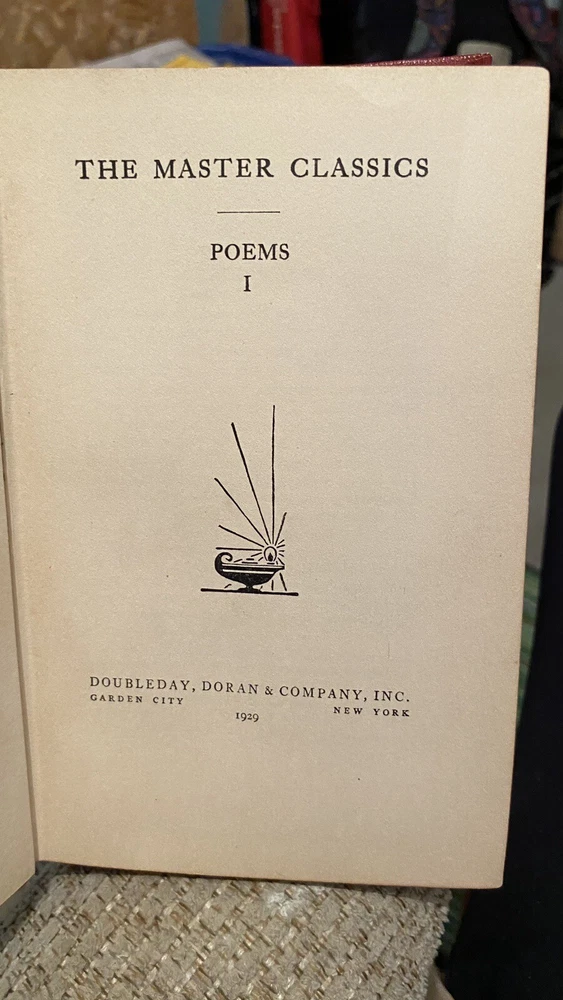 THE MASTER CLASSICS
POEMS
I
DOUBLEDAY, DORAN & COMPANY, INC.
GARDEN CITY NEW YORK
1929